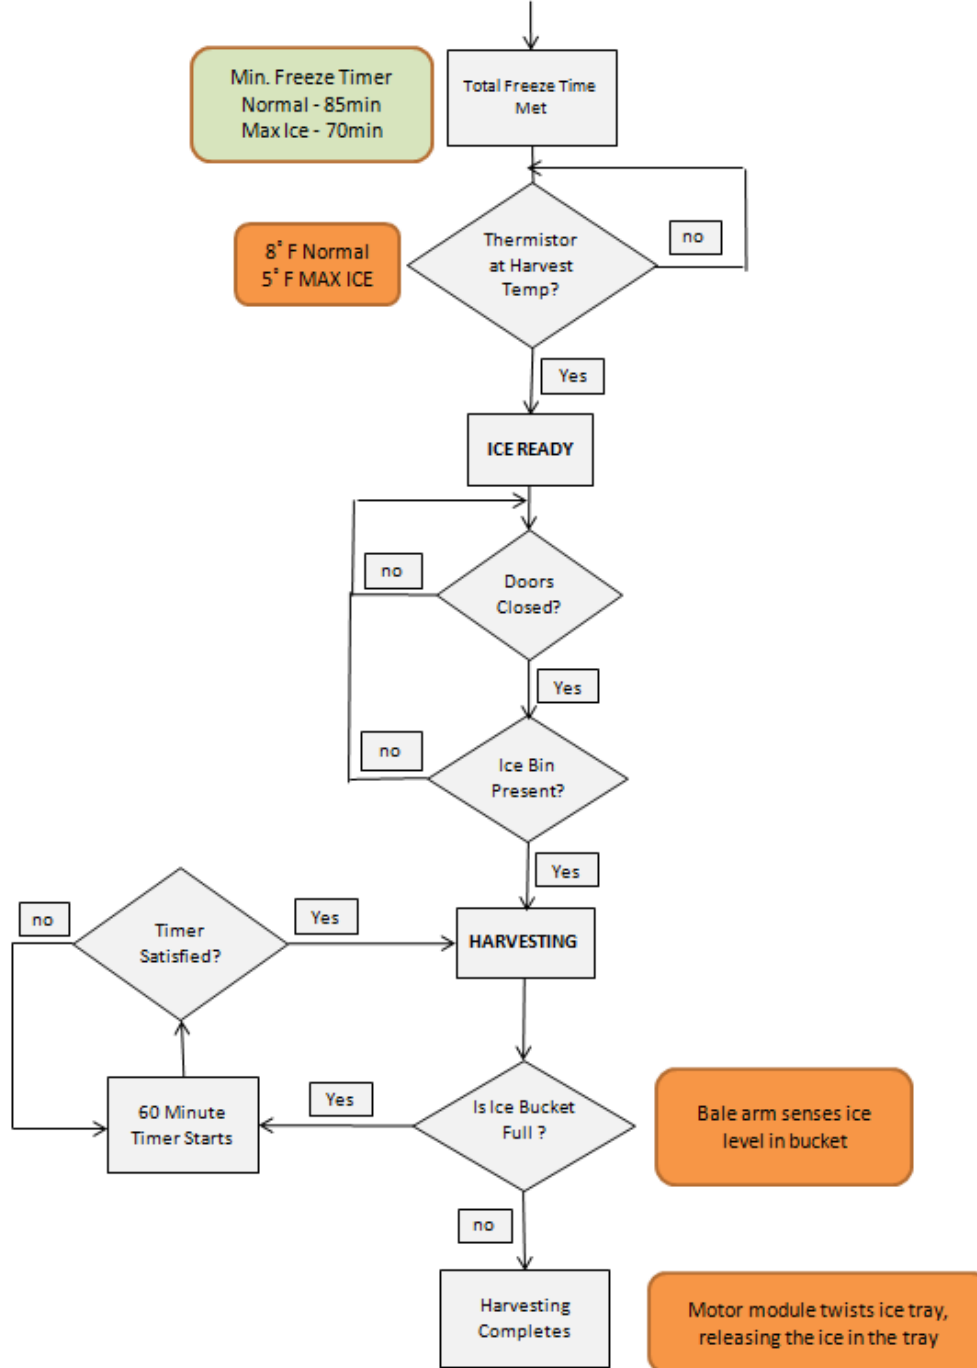 Min. Freeze Timer
Normal - 85min
Max Ice - 70min
Total Freeze Time
Met
8° F Normal
5° F MAX ICE
Thermistor
at Harvest
Temp?
no
Yes
ICE READY
no
Doors
Closed?
Yes
no
Ice Bin
Present?
Yes
no
Timer
Satisfied?
Yes
HARVESTING
60 Minute
Timer Starts
Yes
Is Ice Bucket
Full ?
Bale arm senses ice
level in bucket
no
Harvesting
Completes
Motor module twists ice tray,
releasing the ice in the tray